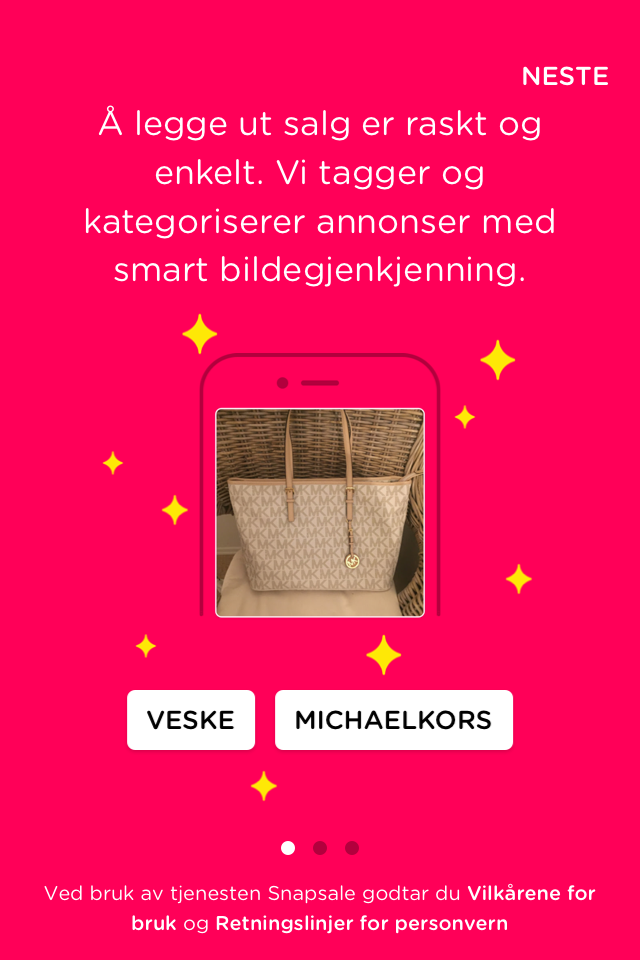 NESTE
Å legge ut salg er raskt og
enkelt. Vi tagger og
kategoriserer annonser med
smart bildegjenkjenning.
VESKE
MICHAELKORS
Ved bruk av tjenesten Snapsale godtar du Vilkårene for
bruk og Retningslinjer for personvern